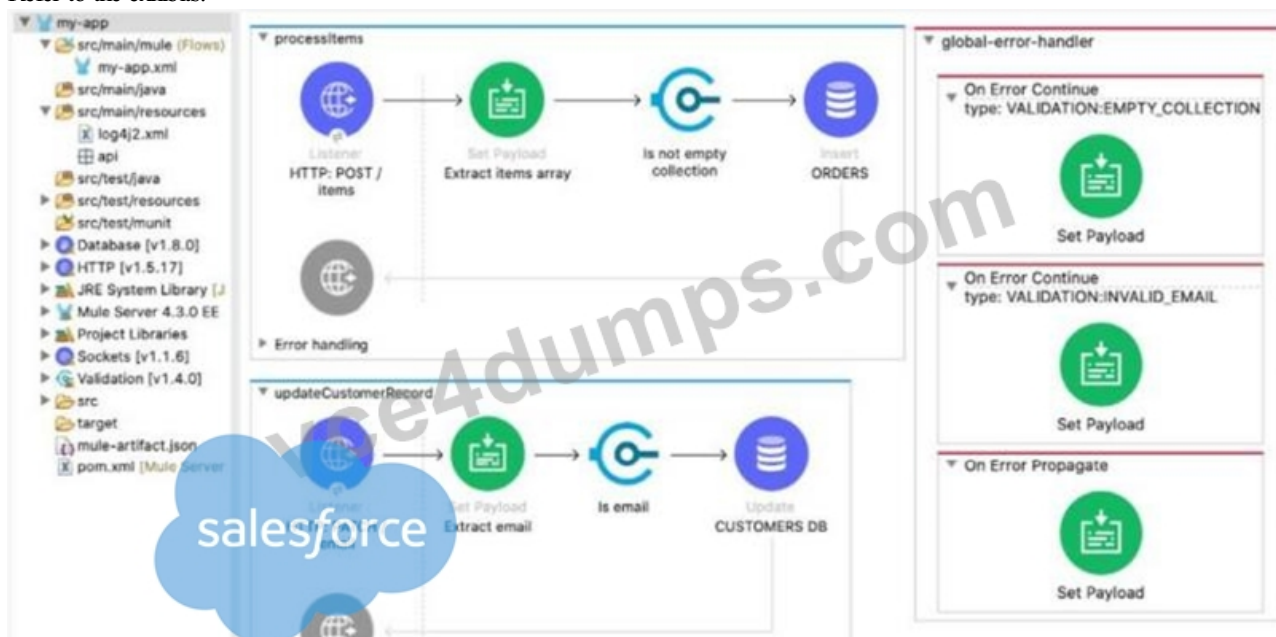 my-app
src/main/mule (Flows)
my-app.xml
src/main/java
src/main/resources
log4j2.xml
api
src/test/java
src/test/resources
src/test/munit
Database [v1.8.0]
HTTP [v1.5.17]
JRE System Library [J
Mule Server 4.3.0 EE
Project Libraries
Sockets [v1.1.6]
Validation [v1.4.0]
src
target
mule-artifact.json
pom.xml [Mule Server
processItems
Listener
HTTP: POST /
items
Set Payload
Extract items array
Is not empty
collection
Insert
ORDERS
Error handling
updateCustomerRecord
Set Payload
Extract email
Is email
Update
CUSTOMERS DB
global-error-handler
On Error Continue
type: VALIDATION:EMPTY_COLLECTION
Set Payload
On Error Continue
type: VALIDATION:INVALID_EMAIL
Set Payload
On Error Propagate
Set Payload
vce4dumps.com
salesforce